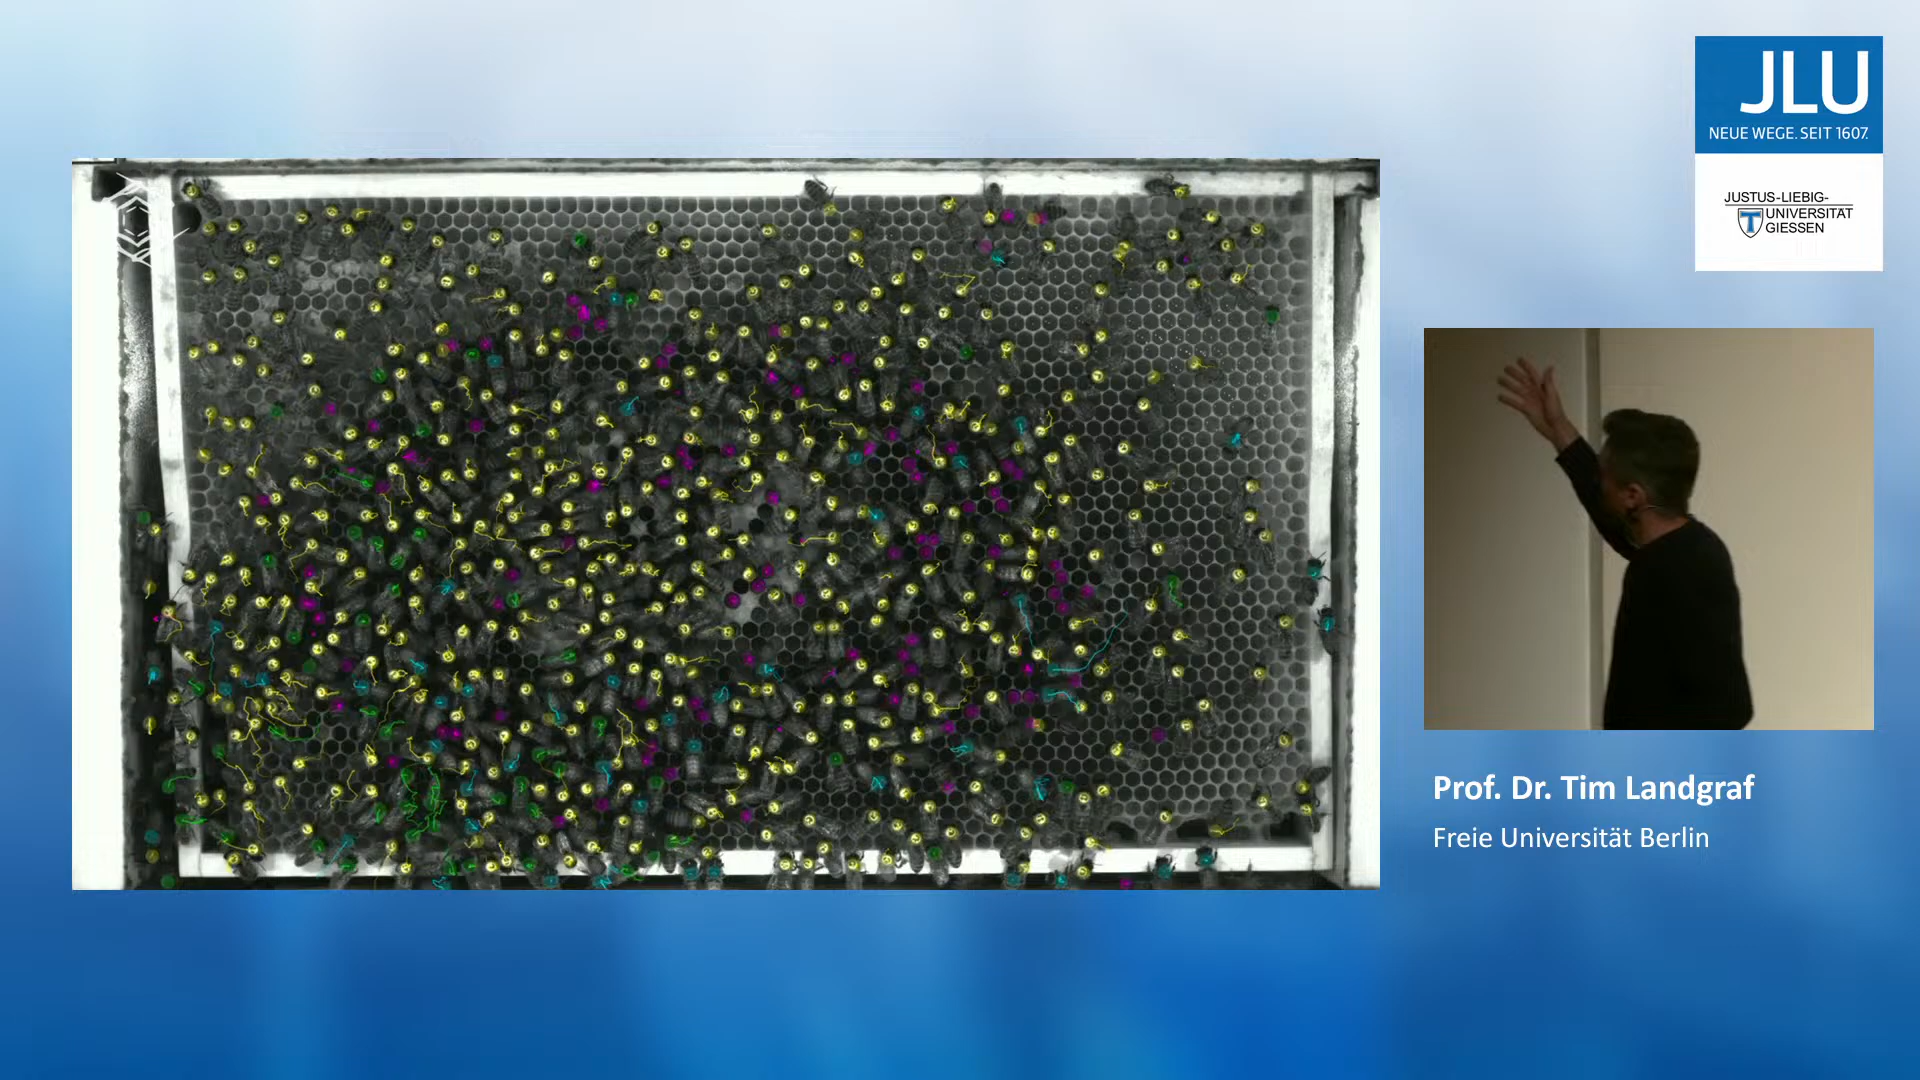 JLU
NEUE WEGE. SEIT 1607.
JUSTUS-LIEBIG-
UNIVERSITÄT
GIESSEN
Prof. Dr. Tim Landgraf
Freie Universität Berlin